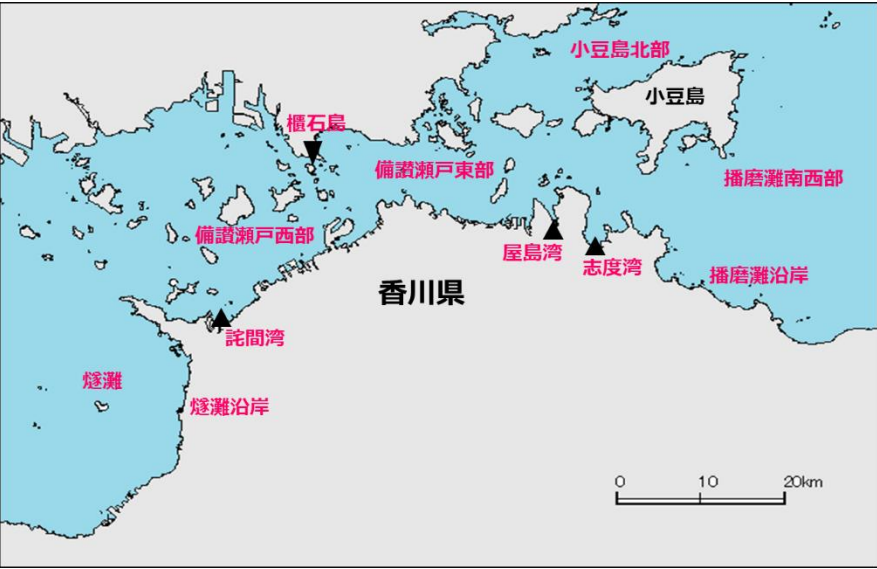 小豆島北部
小豆島
櫃石島
備讃瀬戸東部
播磨灘南西部
備讃瀬戸西部
屋島湾
志度湾
播磨灘沿岸
香川県
詫間湾
燧灘
燧灘沿岸
0 10 20km